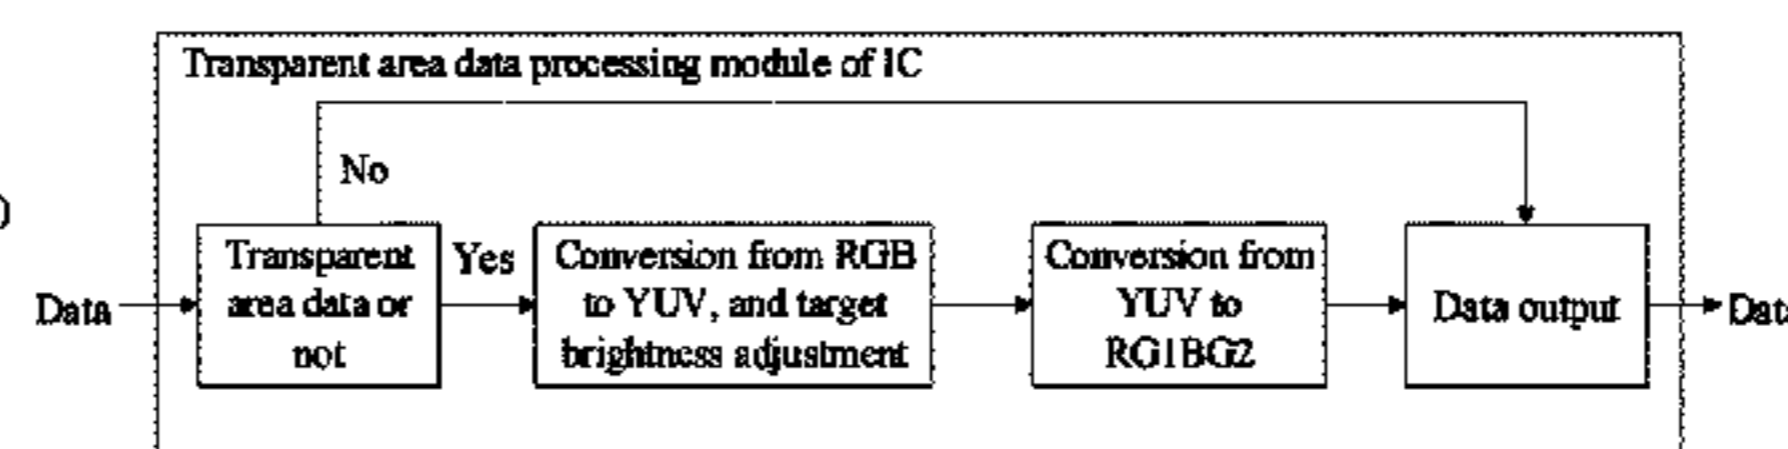 Transparent area data processing module of IC
No
)
Transparent
area data or
not
Yes
Conversion from RGB
to YUV, and target
brightness adjustment
Conversion from
YUV to
RG1BG2
Data output
Data
Dat